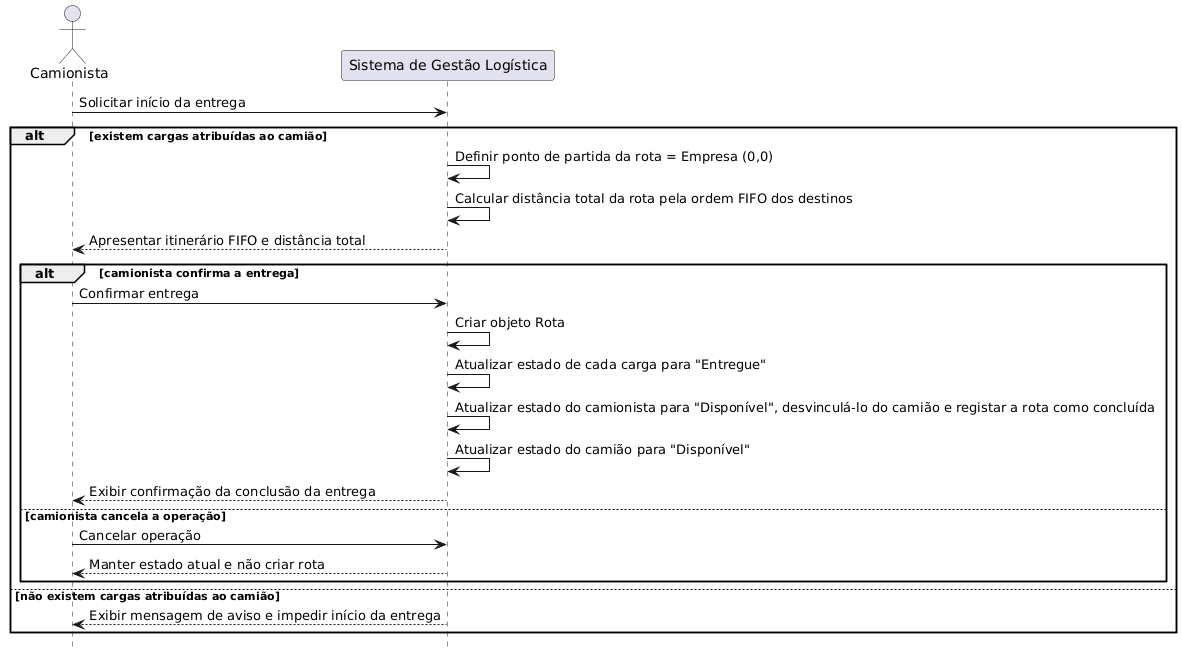 Camionista
Sistema de Gestão Logística
Solicitar início da entrega
alt [existem cargas atribuídas ao camião]
Definir ponto de partida da rota = Empresa (0,0)
Calcular distância total da rota pela ordem FIFO dos destinos
Apresentar itinerário FIFO e distância total
alt [camionista confirma a entrega]
Confirmar entrega
Criar objeto Rota
Atualizar estado de cada carga para "Entregue"
Atualizar estado do camionista para "Disponível", desvinculá-lo do camião e registar a rota como concluída
Atualizar estado do camião para "Disponível"
Exibir confirmação da conclusão da entrega
[camionista cancela a operação]
Cancelar operação
Manter estado atual e não criar rota
[não existem cargas atribuídas ao camião]
Exibir mensagem de aviso e impedir início da entrega